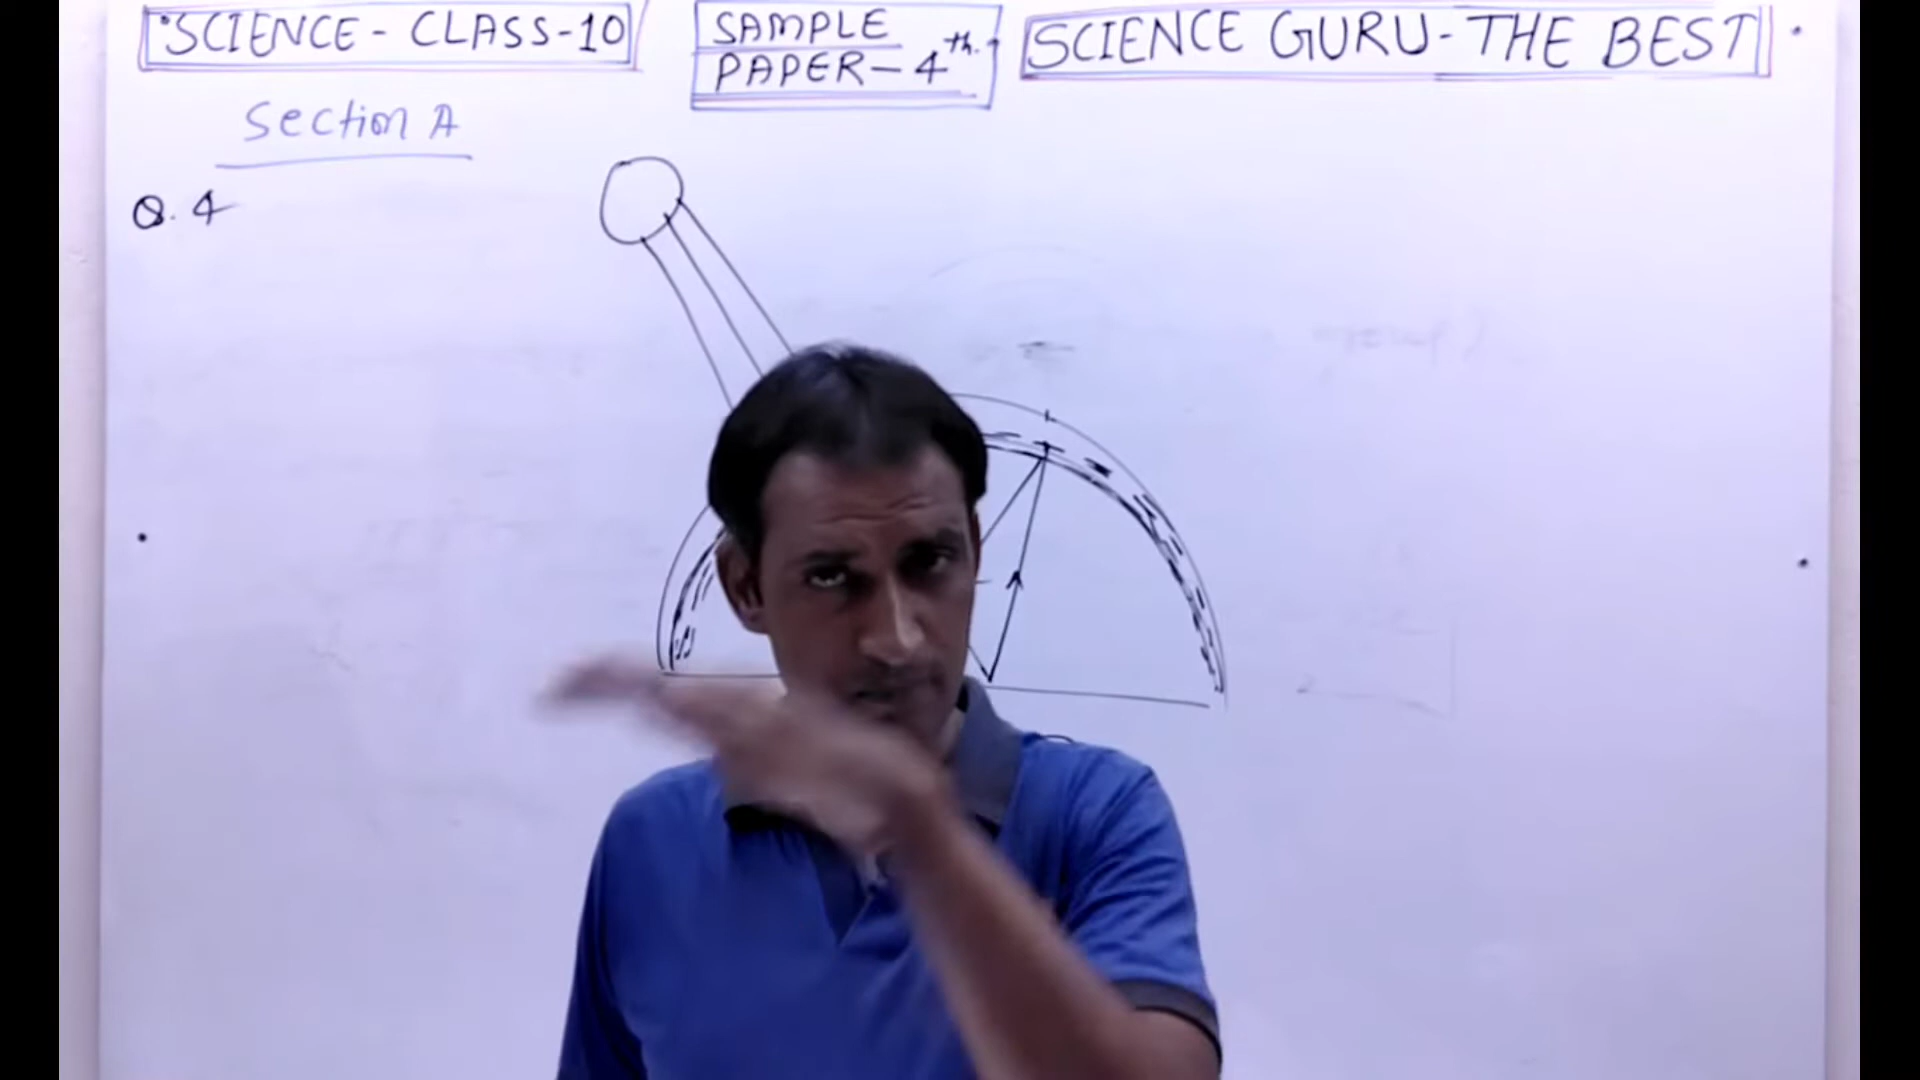 SCIENCE - CLASS-10
SAMPLE
PAPER-4th.
SCIENCE GURU-THE BEST
Section A
Q. 4